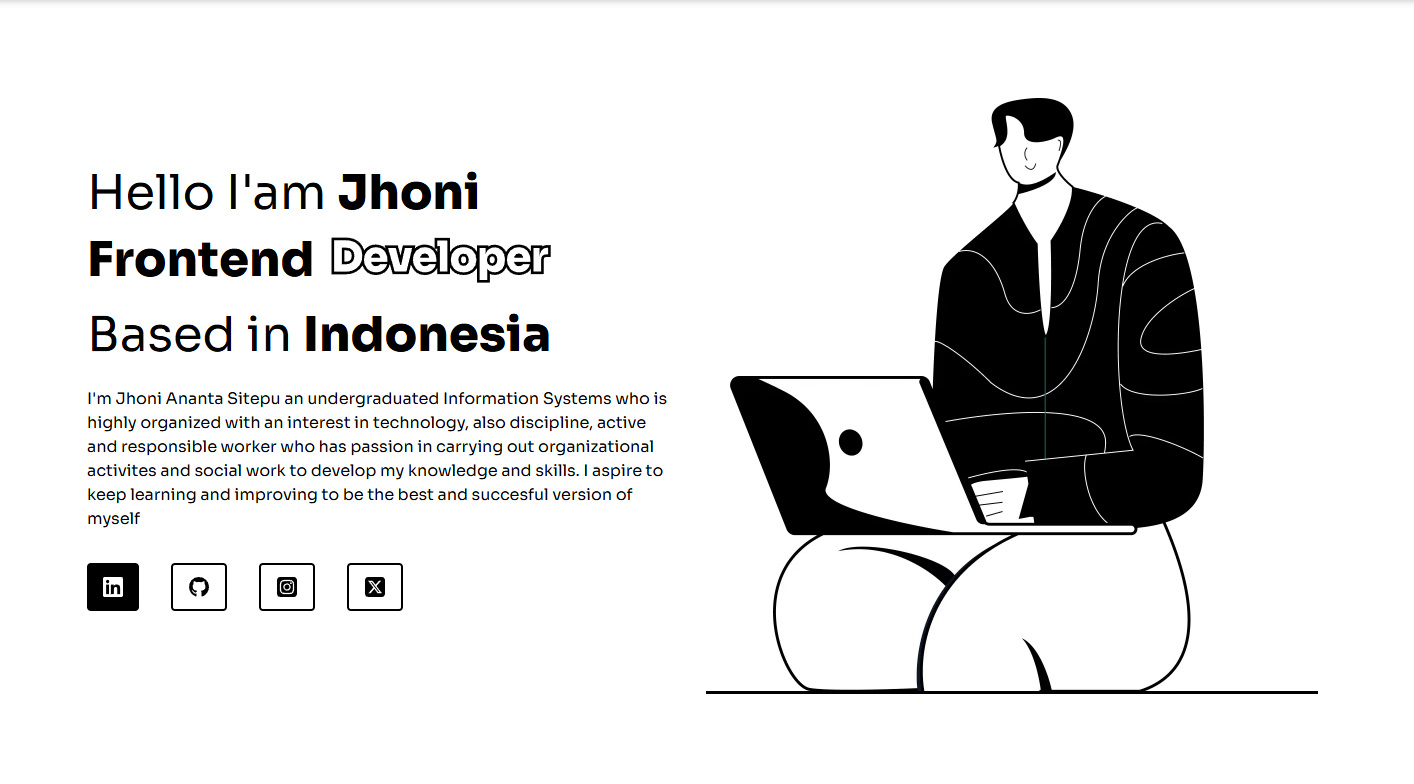 Hello I'am Jhoni
Frontend Developer
Based in Indonesia
I'm Jhoni Ananta Sitepu an undergraduated Information Systems who is
highly organized with an interest in technology, also discipline, active
and responsible worker who has passion in carrying out organizational
activites and social work to develop my knowledge and skills. I aspire to
keep learning and improving to be the best and succesful version of
myself